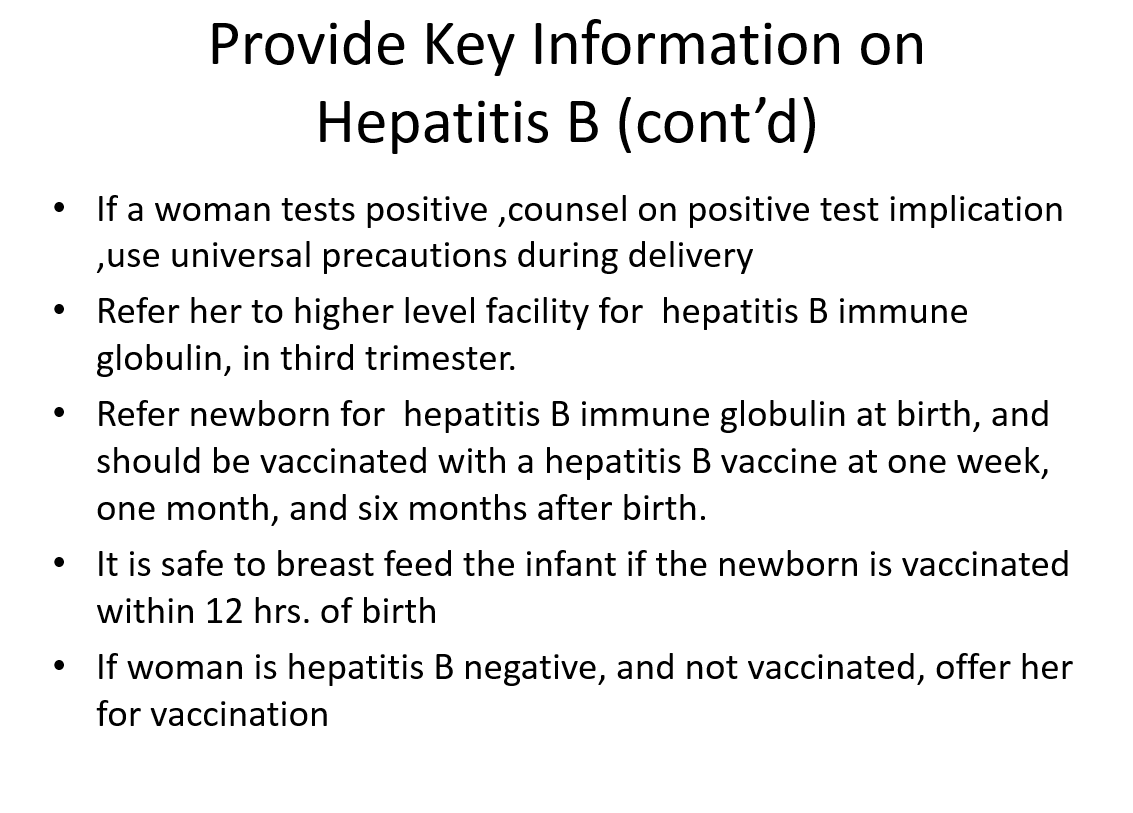 Provide Key Information on
Hepatitis B (cont’d)
• If a woman tests positive ,counsel on positive test implication
,use universal precautions during delivery
• Refer her to higher level facility for  hepatitis B immune
globulin, in third trimester.
• Refer newborn for  hepatitis B immune globulin at birth, and
should be vaccinated with a hepatitis B vaccine at one week,
one month, and six months after birth.
• It is safe to breast feed the infant if the newborn is vaccinated
within 12 hrs. of birth
• If woman is hepatitis B negative, and not vaccinated, offer her
for vaccination